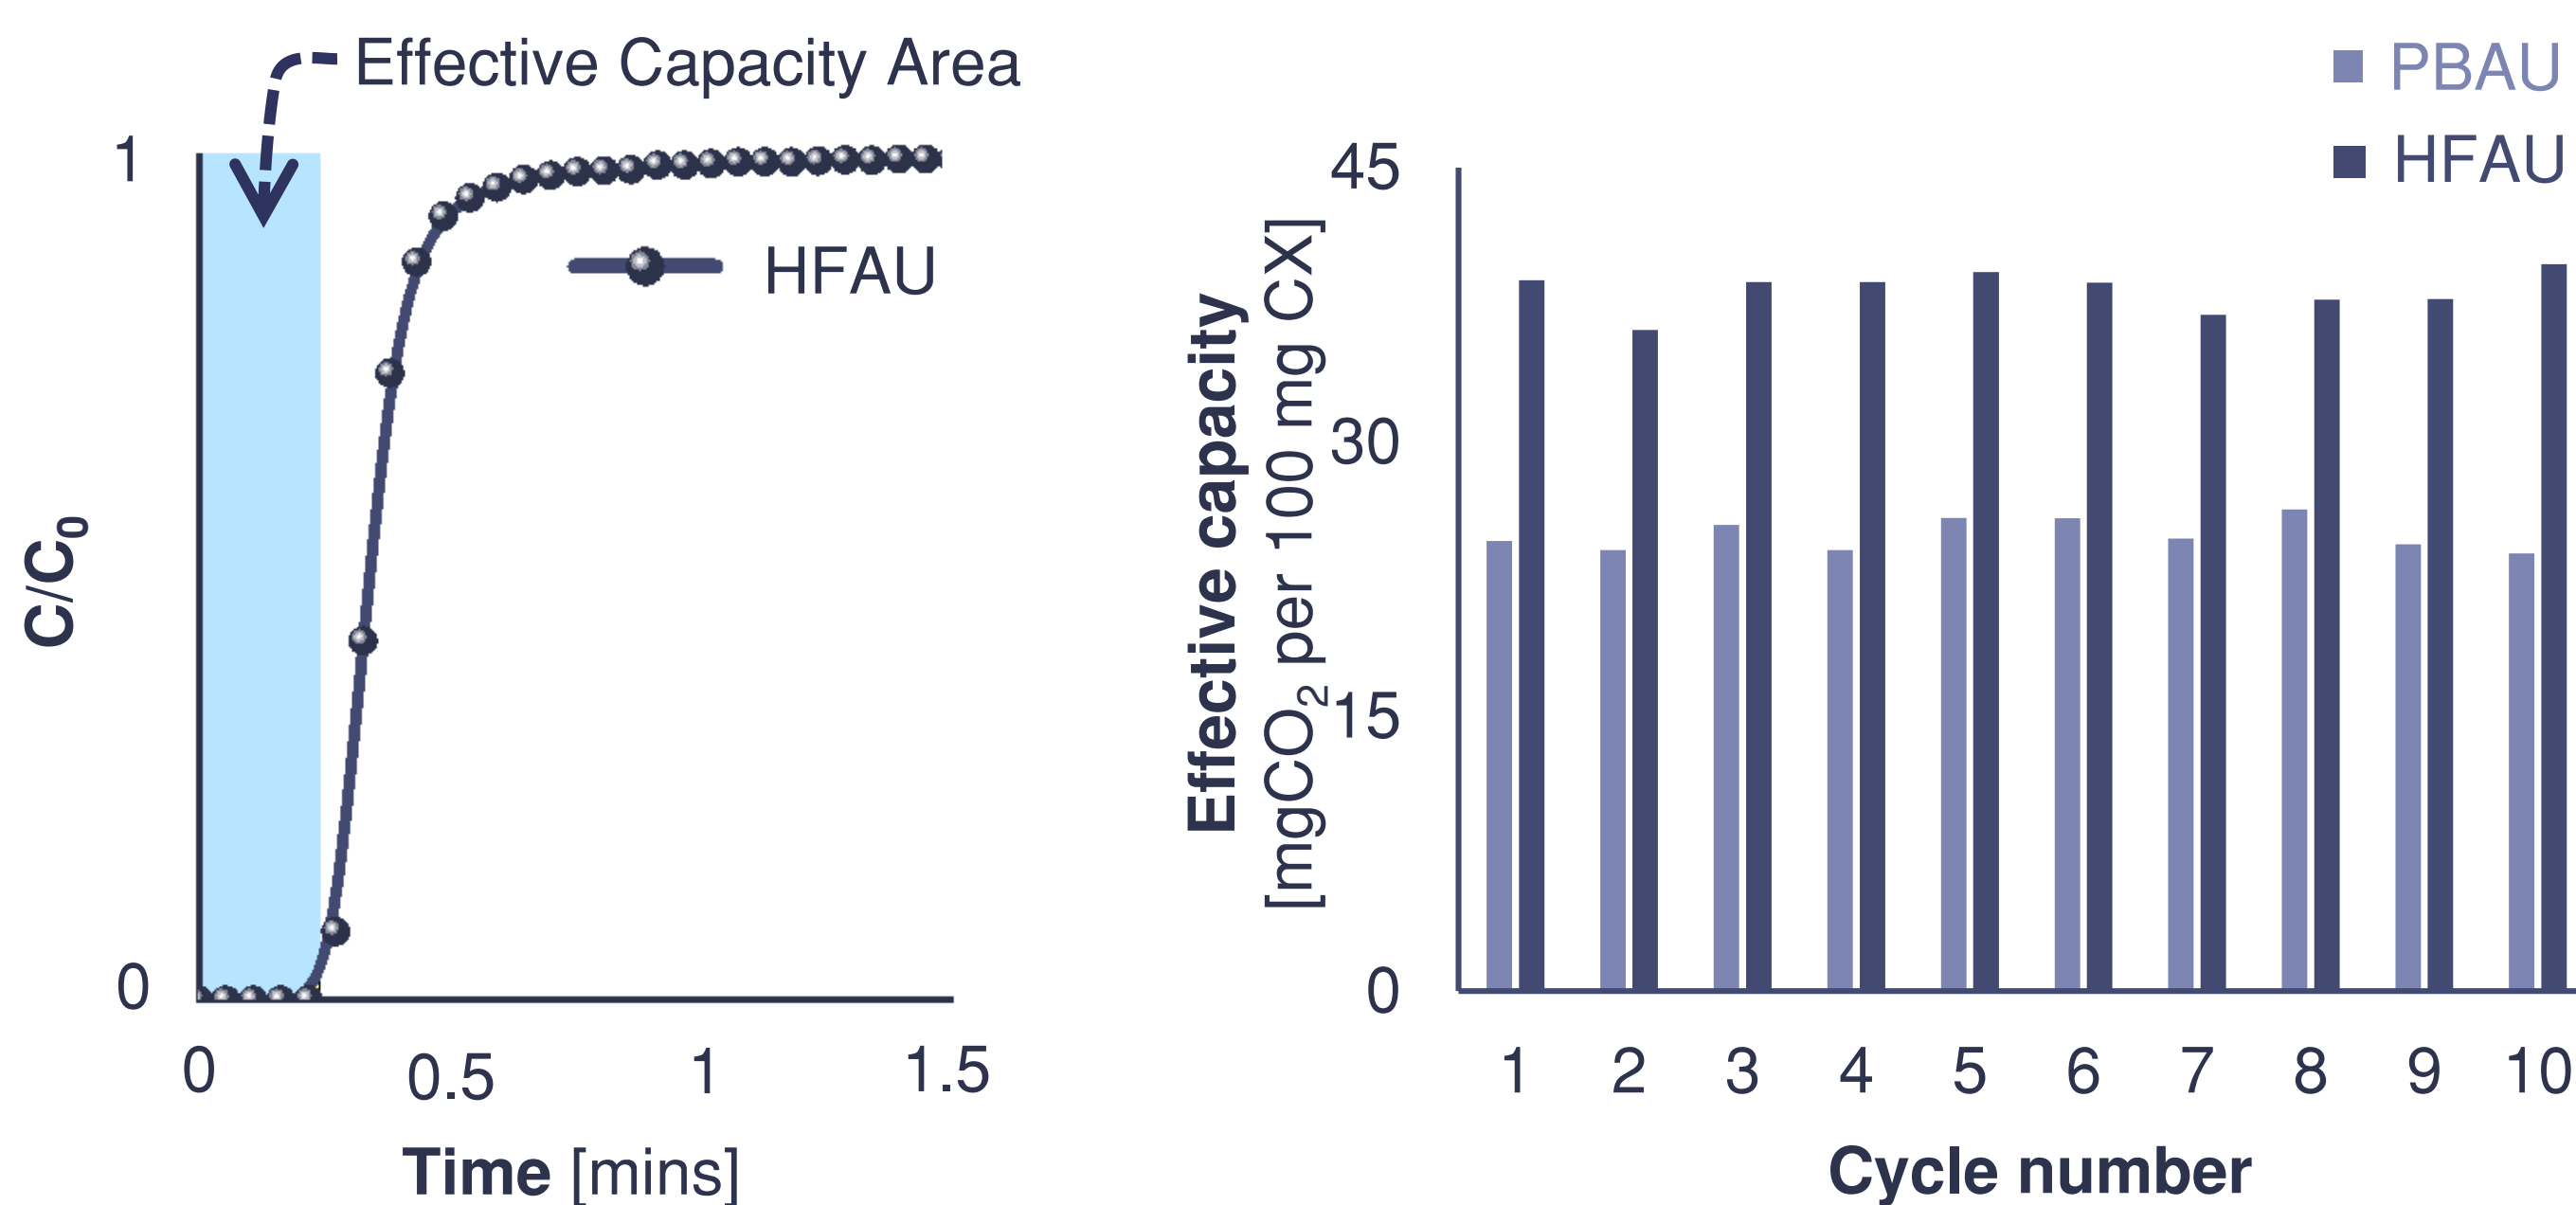 Effective Capacity Area
1
HFAU
C/C₀
0
0 0.5 1 1.5
Time [mins]
PBAU
HFAU
45
30
15
0
Effective capacity
[mgCO₂ per 100 mg CX]
1 2 3 4 5 6 7 8 9 10
Cycle number